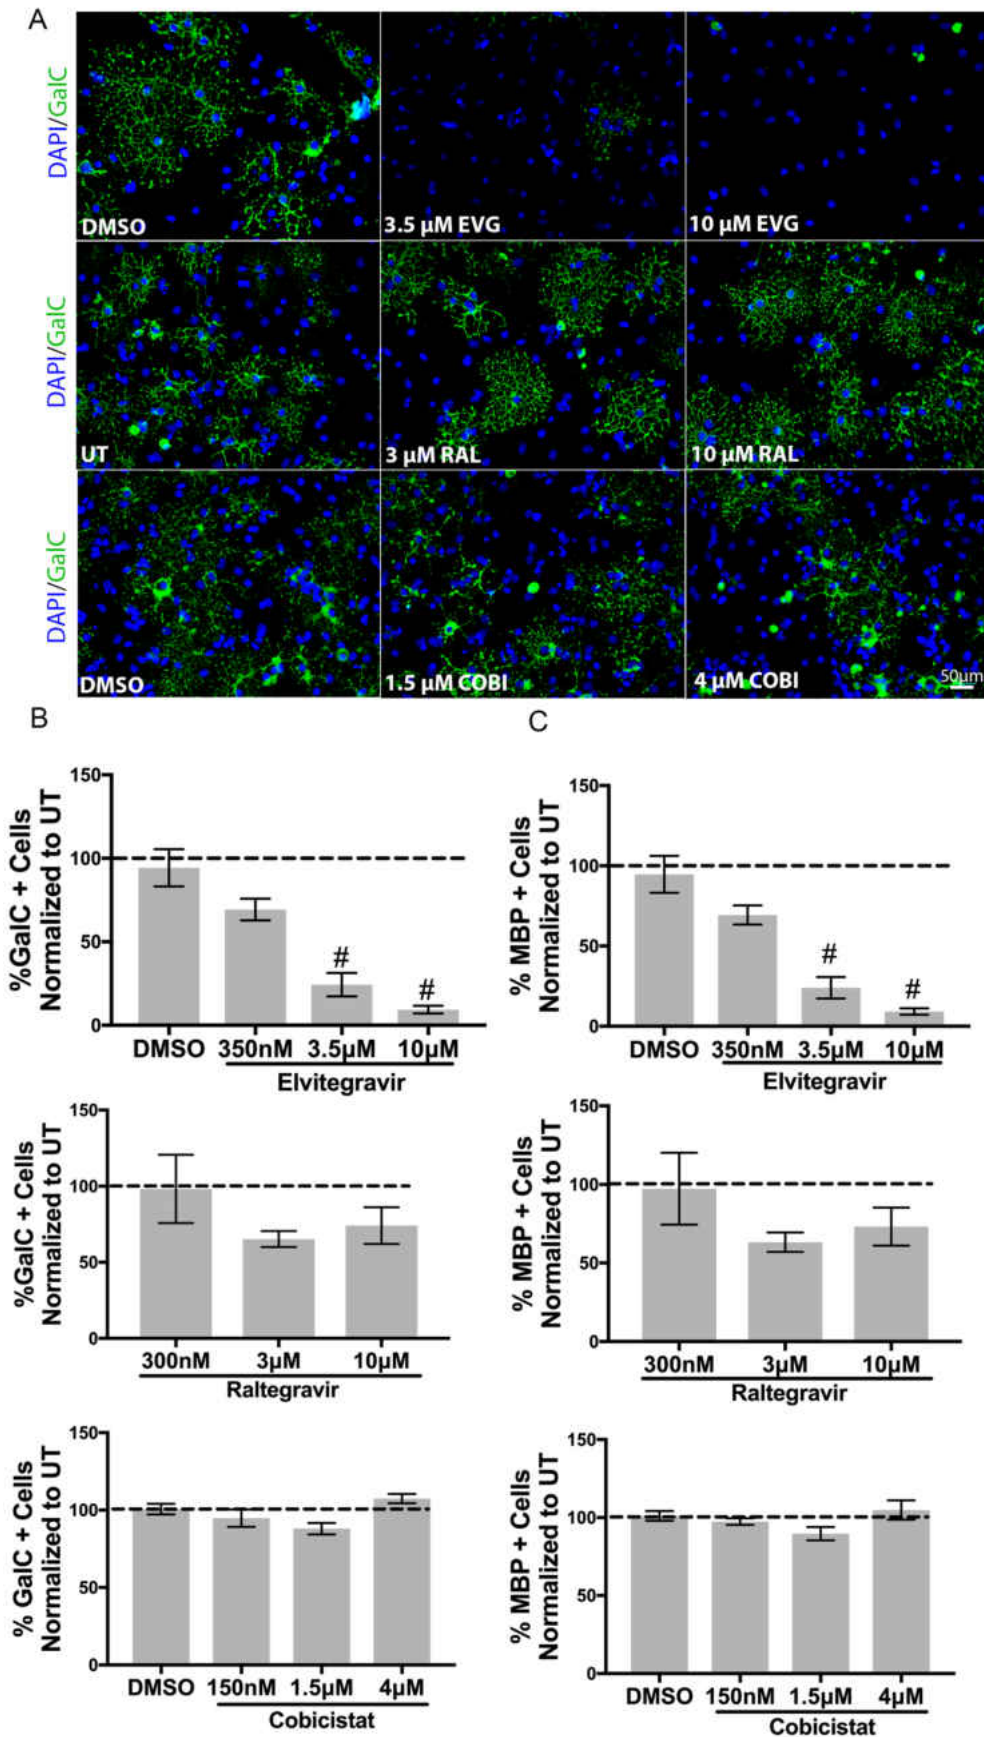 A
DAPI/GalC
DMSO
3.5 µM EVG
10 µM EVG
DAPI/GalC
UT
3 µM RAL
10 µM RAL
DAPI/GalC
DMSO
1.5 µM COBI
4 µM COBI
50µm
B
%GalC + Cells
Normalized to UT
150
100
50
0
#
#
DMSO 350nM 3.5µM 10µM
Elvitegravir
%GalC + Cells
Normalized to UT
150
100
50
0
300nM 3µM 10µM
Raltegravir
% GalC + Cells
Normalized to UT
150
100
50
0
DMSO 150nM 1.5µM 4µM
Cobicistat
C
% MBP + Cells
Normalized to UT
150
100
50
0
#
#
DMSO 350nM 3.5µM 10µM
Elvitegravir
% MBP + Cells
Normalized to UT
150
100
50
0
300nM 3µM 10µM
Raltegravir
% MBP + Cells
Normalized to UT
150
100
50
0
DMSO 150nM 1.5µM 4µM
Cobicistat